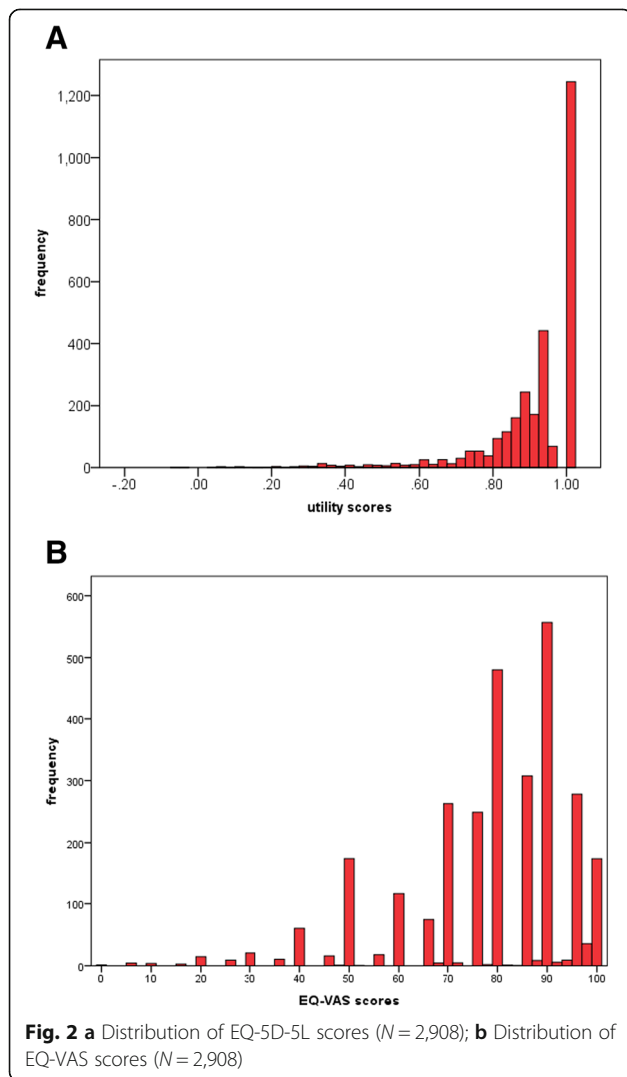 A
1,200
1,000
800
600
400
200
0
frequency
-.20 .00 .20 .40 .60 .80 1.00
utility scores
B
600
500
400
300
200
100
0
frequency
0 10 20 30 40 50 60 70 80 90 100
EQ-VAS scores
Fig. 2 a Distribution of EQ-5D-5L scores (N = 2,908); b Distribution of
EQ-VAS scores (N = 2,908)